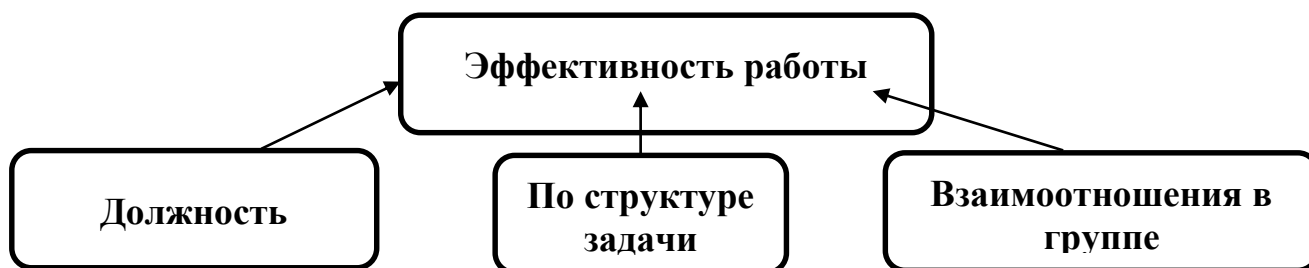 Эффективность работы
Должность
По структуре
задачи
Взаимоотношения в
группе